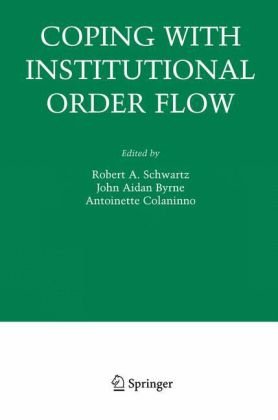 COPING WITH
INSTITUTIONAL
ORDER FLOW
Edited by
Robert A. Schwartz
John Aidan Byrne
Antoinette Colaninno
Springer